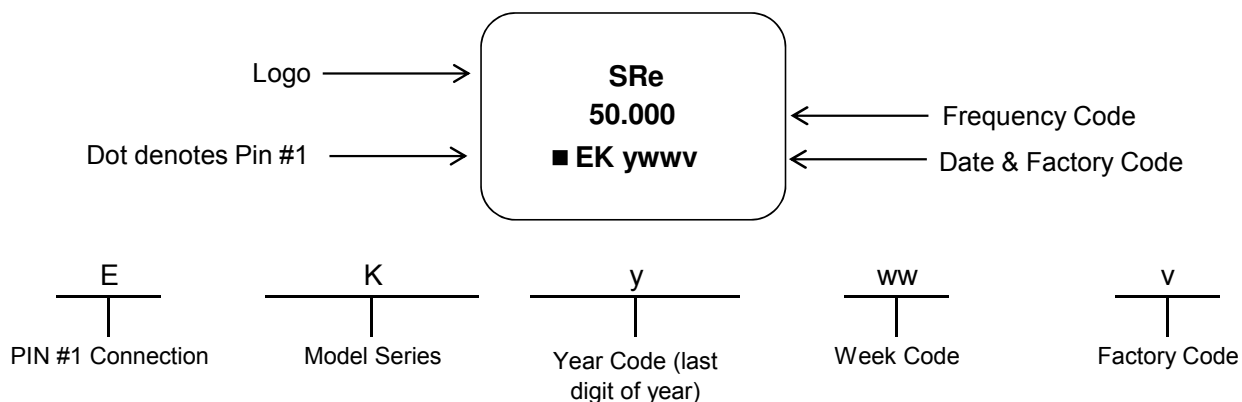 SRe
Logo
50.000
Frequency Code
Dot denotes Pin #1
■ EK ywwv
Date & Factory Code
E K y ww v
PIN #1 Connection Model Series Year Code (last Week Code Factory Code
digit of year)